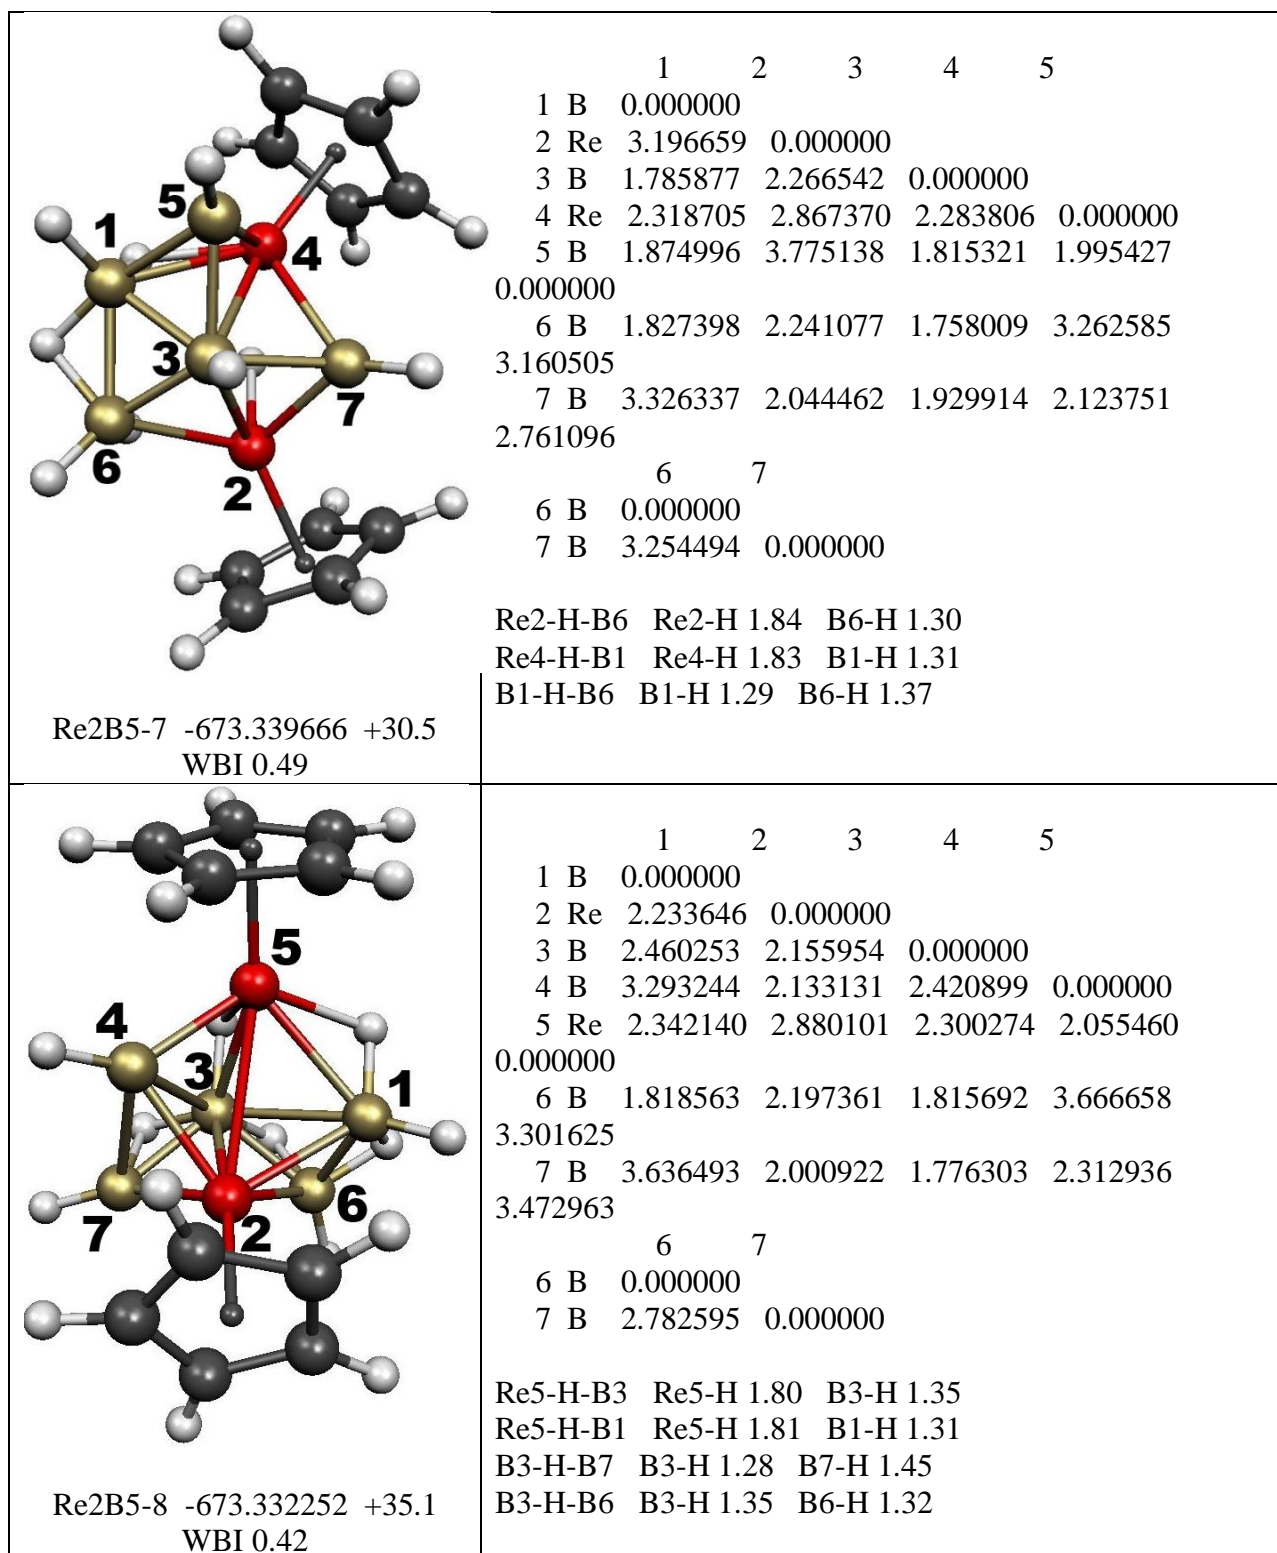 5
1
4
3
7
6
2
Re2B5-7 -673.339666 +30.5
WBI 0.49
1 2 3 4 5
1 B 0.000000
2 Re 3.196659 0.000000
3 B 1.785877 2.266542 0.000000
4 Re 2.318705 2.867370 2.283806 0.000000
5 B 1.874996 3.775138 1.815321 1.995427
0.000000
6 B 1.827398 2.241077 1.758009 3.262585
3.160505
7 B 3.326337 2.044462 1.929914 2.123751
2.761096
6 7
6 B 0.000000
7 B 3.254494 0.000000
Re2-H-B6 Re2-H 1.84 B6-H 1.30
Re4-H-B1 Re4-H 1.83 B1-H 1.31
B1-H-B6 B1-H 1.29 B6-H 1.37
5
4
3
1
7
2
6
Re2B5-8 -673.332252 +35.1
WBI 0.42
1 2 3 4 5
1 B 0.000000
2 Re 2.233646 0.000000
3 B 2.460253 2.155954 0.000000
4 B 3.293244 2.133131 2.420899 0.000000
5 Re 2.342140 2.880101 2.300274 2.055460
0.000000
6 B 1.818563 2.197361 1.815692 3.666658
3.301625
7 B 3.636493 2.000922 1.776303 2.312936
3.472963
6 7
6 B 0.000000
7 B 2.782595 0.000000
Re5-H-B3 Re5-H 1.80 B3-H 1.35
Re5-H-B1 Re5-H 1.81 B1-H 1.31
B3-H-B7 B3-H 1.28 B7-H 1.45
B3-H-B6 B3-H 1.35 B6-H 1.32